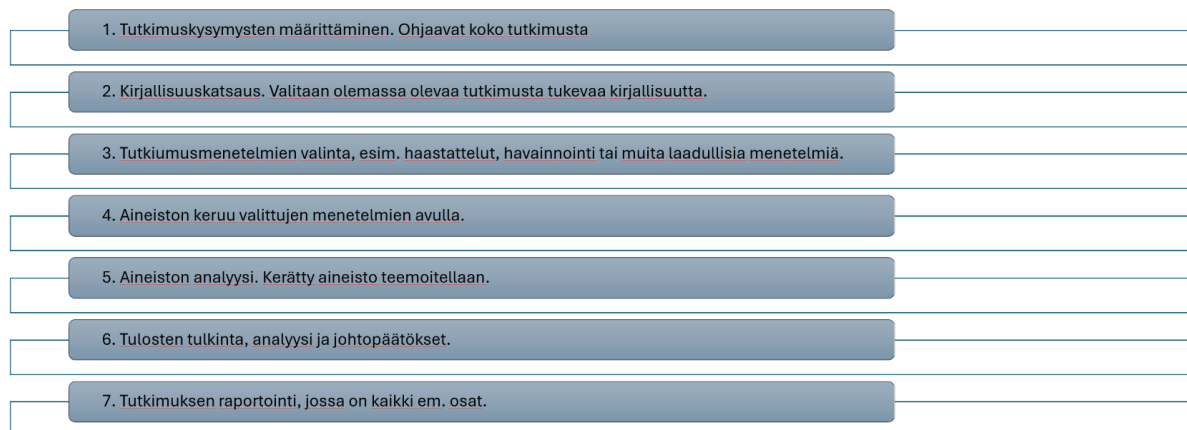 1. Tutkimuskysymysten määrittäminen. Ohjaavat koko tutkimusta
2. Kirjallisuuskatsaus. Valitaan olemassa olevaa tutkimusta tukevaa kirjallisuutta.
3. Tutkiumusmenetelmien valinta, esim. haastattelut, havainnointi tai muita laadullisia menetelmiä.
4. Aineiston keruu valittujen menetelmien avulla.
5. Aineiston analyysi. Kerätty aineisto teemoitellaan.
6. Tulosten tulkinta, analyysi ja johtopäätökset.
7. Tutkimuksen raportointi, jossa on kaikki em. osat.